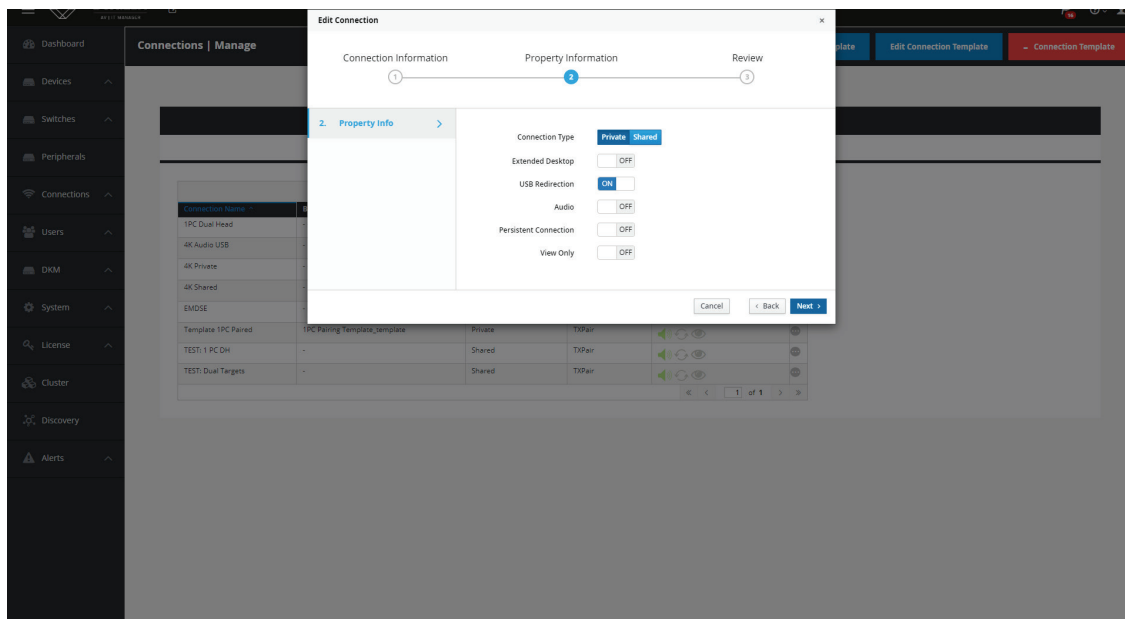 Edit Connection ×
Connection Information Property Information Review
1 2 3
2. Property Info
Connection Type Private Shared
Extended Desktop OFF
USB Redirection ON
Audio OFF
Persistent Connection OFF
View Only OFF
Cancel Back Next
16
Dashboard
Devices
Switches
Peripherals
Connections
Users
DKM
System
License
Cluster
Discovery
Alerts
Connections | Manage
plate Edit Connection Template Connection Template
Connection Name B
1PC Dual Head -
4K Audio USB -
4K Private -
4K Shared -
EMDSE -
Template 1PC Paired 1PC Pairing Template_template Private TXPair
TEST: 1 PC DH - Shared TXPair
TEST: Dual Targets - Shared TXPair
« < 1 of 1 > »